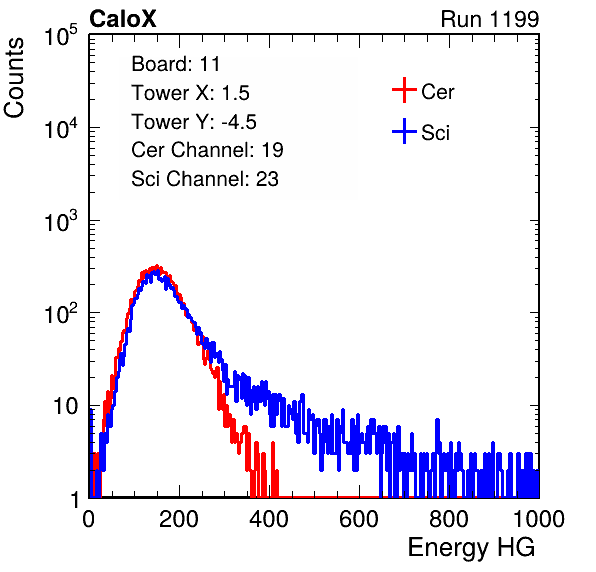 CaloX Run 1199
Counts
10^5
10^4
10^3
10^2
10
1
Board: 11
Tower X: 1.5
Tower Y: -4.5
Cer Channel: 19
Sci Channel: 23
Cer
Sci
0 200 400 600 800 1000
Energy HG